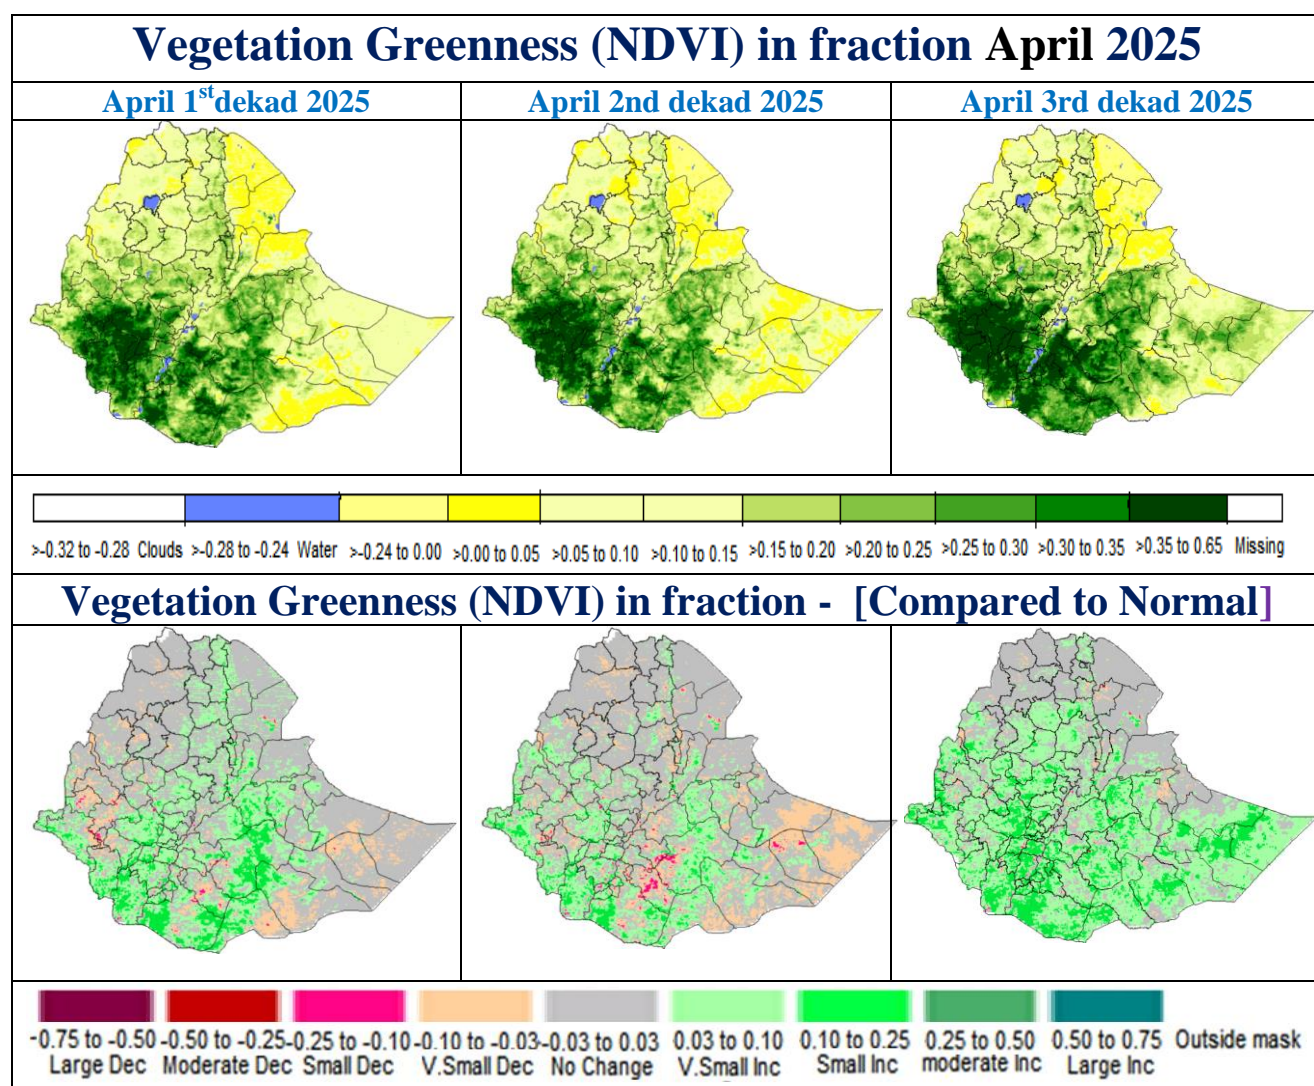 Vegetation Greenness (NDVI) in fraction April 2025
April 1st dekad 2025
April 2nd dekad 2025
April 3rd dekad 2025
>-0.32 to -0.28 Clouds >-0.28 to -0.24 Water >-0.24 to 0.00 >0.00 to 0.05 >0.05 to 0.10 >0.10 to 0.15 >0.15 to 0.20 >0.20 to 0.25 >0.25 to 0.30 >0.30 to 0.35 >0.35 to 0.65 Missing
Vegetation Greenness (NDVI) in fraction - [Compared to Normal]
-0.75 to -0.50 -0.50 to -0.25 -0.25 to -0.10 -0.10 to -0.03 -0.03 to 0.03 0.03 to 0.10 0.10 to 0.25 0.25 to 0.50 0.50 to 0.75 Outside mask
Large Dec Moderate Dec Small Dec V.Small Dec No Change V.Small Inc Small Inc moderate Inc Large Inc